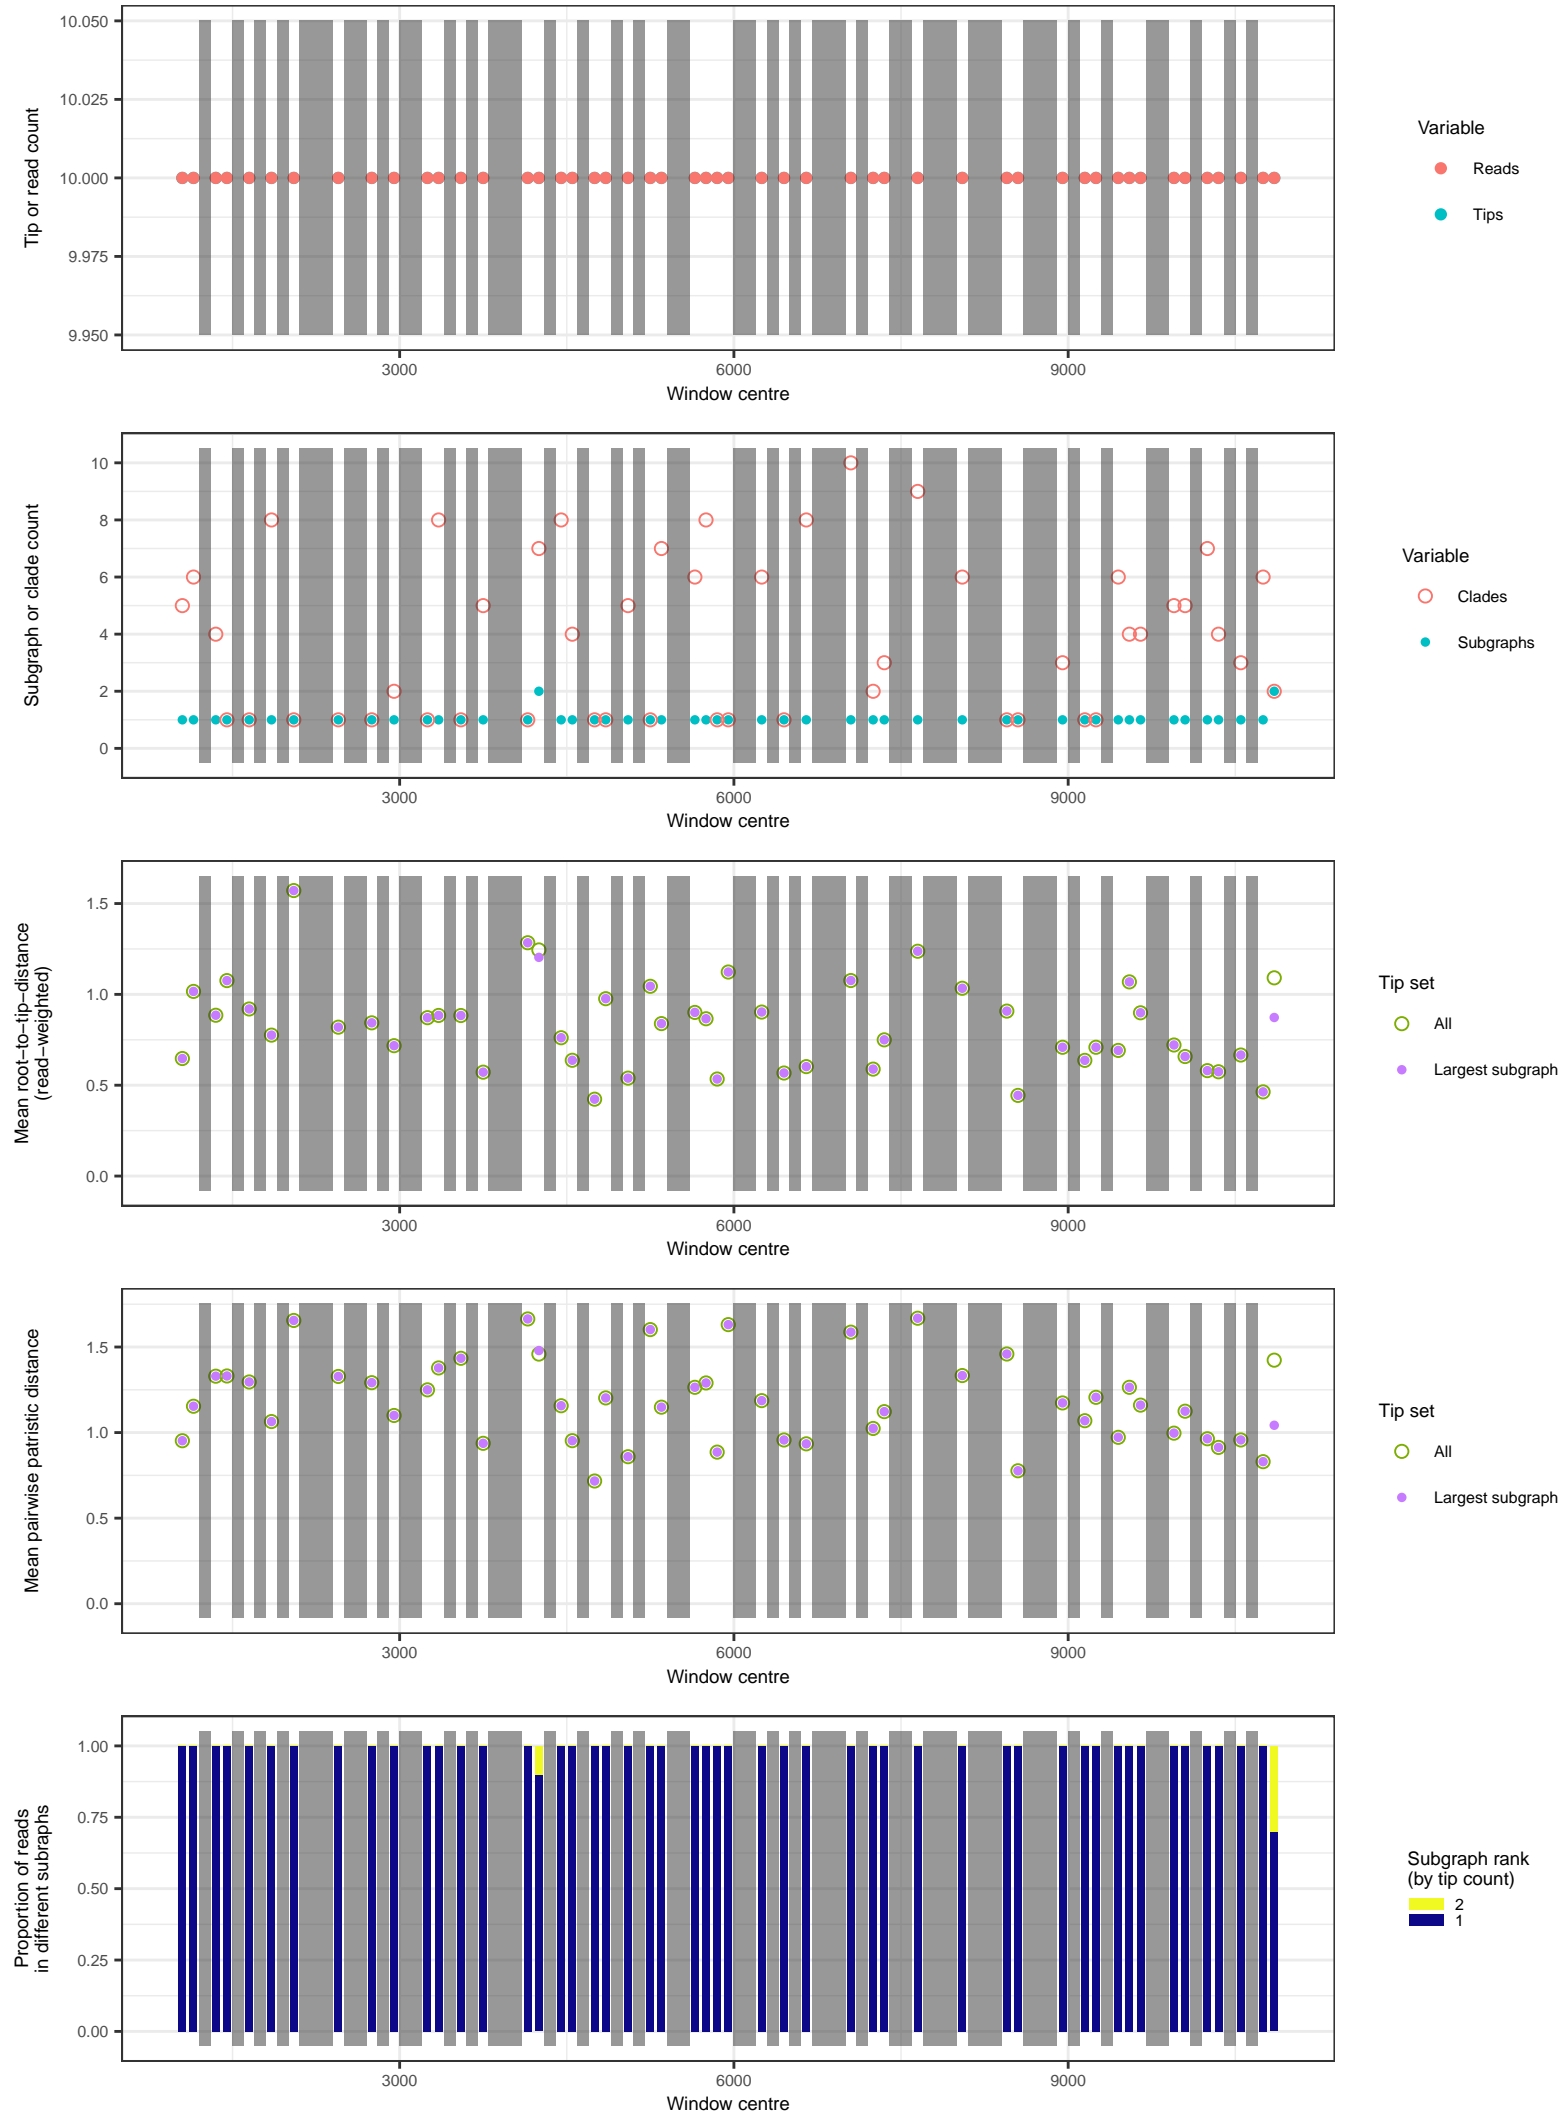 10.050
10.025
10.000
9.975
9.950
Tip or read count
3000
6000
9000
Window centre
Variable
Reads
Tips
10
8
6
4
2
0
Subgraph or clade count
3000
6000
9000
Window centre
Variable
Clades
Subgraphs
1.5
1.0
0.5
0.0
Mean root−to−tip−distance
(read−weighted)
3000
6000
9000
Window centre
Tip set
All
Largest subgraph
1.5
1.0
0.5
0.0
Mean pairwise patristic distance
3000
6000
9000
Window centre
Tip set
All
Largest subgraph
1.00
0.75
0.50
0.25
0.00
Proportion of reads
in different subraphs
3000
6000
9000
Window centre
Subgraph rank
(by tip count)
2
1